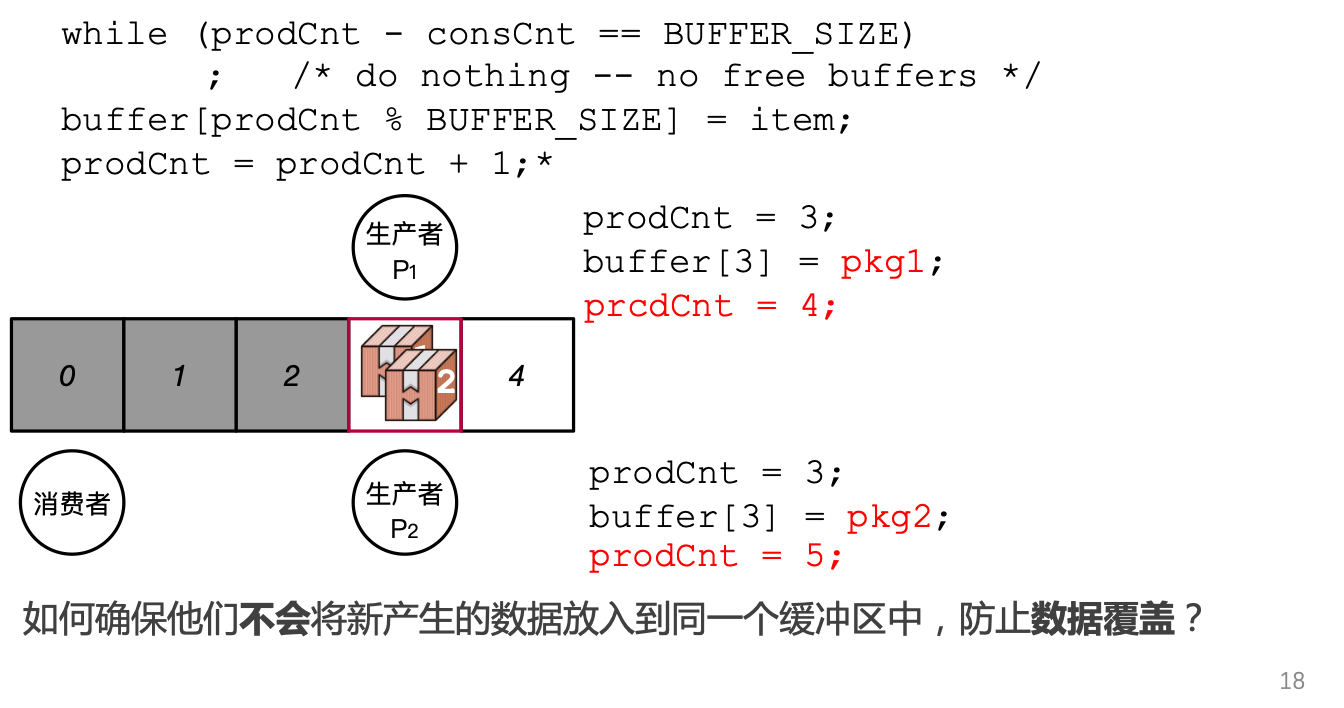 while (prodCnt - consCnt == BUFFER_SIZE)
; /* do nothing -- no free buffers */
buffer[prodCnt % BUFFER_SIZE] = item;
prodCnt = prodCnt + 1;*
生产者
P1
prodCnt = 3;
buffer[3] = pkg1;
prcdCnt = 4;
0
1
2
2
4
消费者
生产者
P2
prodCnt = 3;
buffer[3] = pkg2;
prodCnt = 5;
如何确保他们不会将新产生的数据放入到同一个缓冲区中，防止数据覆盖？
18